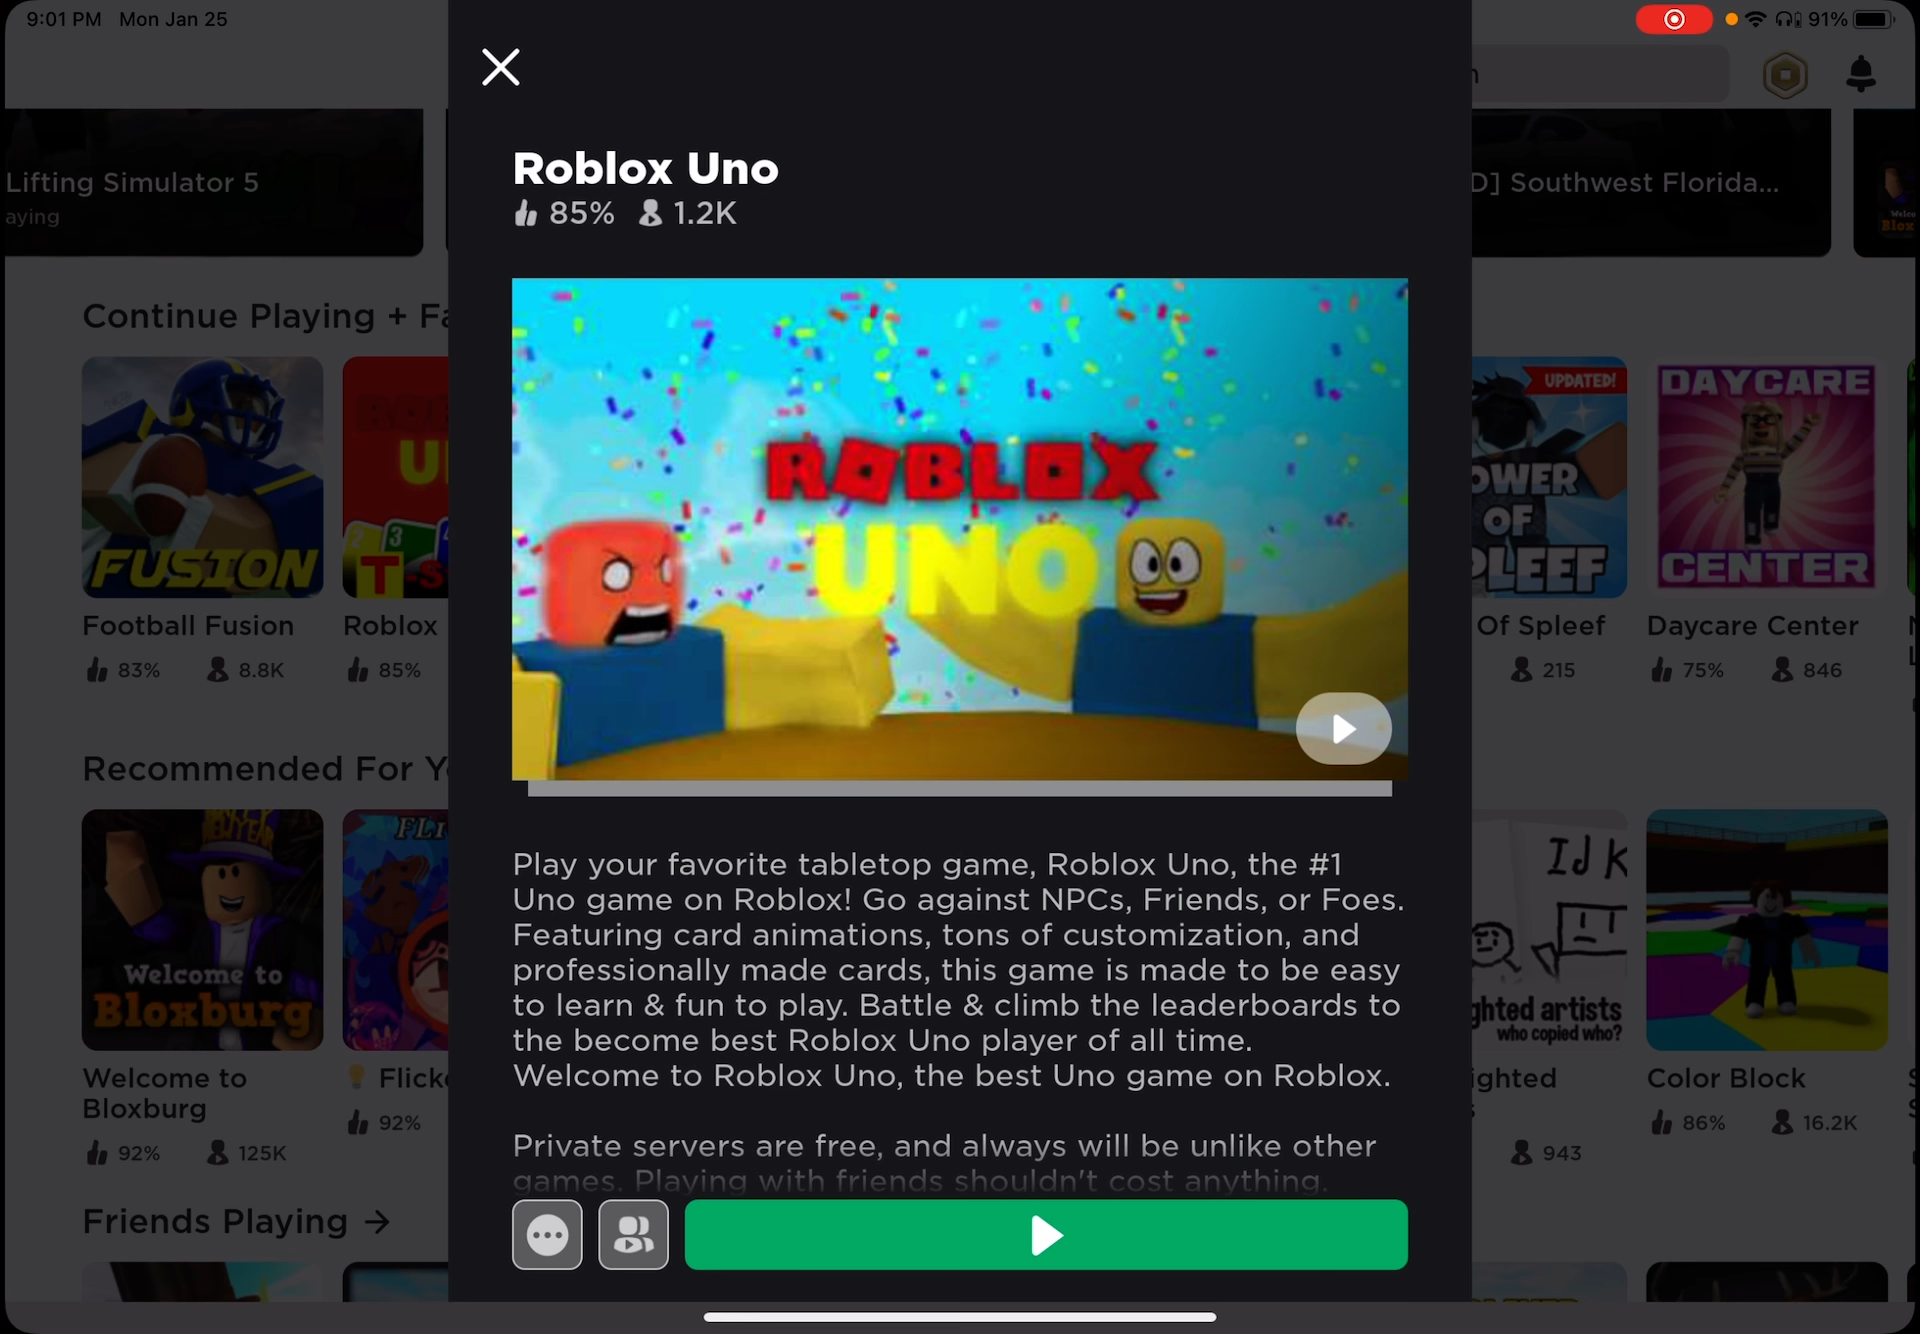 9:01 PM Mon Jan 25
91%
Lifting Simulator 5
aying
D] Southwest Florida...
Roblox Uno
85% 1.2K
ROBLOX
UNO
Continue Playing + Fa
FUSION
Football Fusion
83% 8.8K
2 3
T-S
Roblox
85%
UPDATED!
OWER
OF
PLEEF
Of Spleef
215
DAYCARE
CENTER
Daycare Center
75% 846
Play your favorite tabletop game, Roblox Uno, the #1
Uno game on Roblox! Go against NPCs, Friends, or Foes.
Featuring card animations, tons of customization, and
professionally made cards, this game is made to be easy
to learn & fun to play. Battle & climb the leaderboards to
the become best Roblox Uno player of all time.
Welcome to Roblox Uno, the best Uno game on Roblox.
Private servers are free, and always will be unlike other
games. Playing with friends shouldn't cost anything.
Recommended For Y
Welcome to
Bloxburg
Welcome to
Bloxburg
92% 125K
FLI
Flicke
92%
IJK
ghted artists
who copied who?
ighted
943
Color Block
86% 16.2K
Friends Playing →